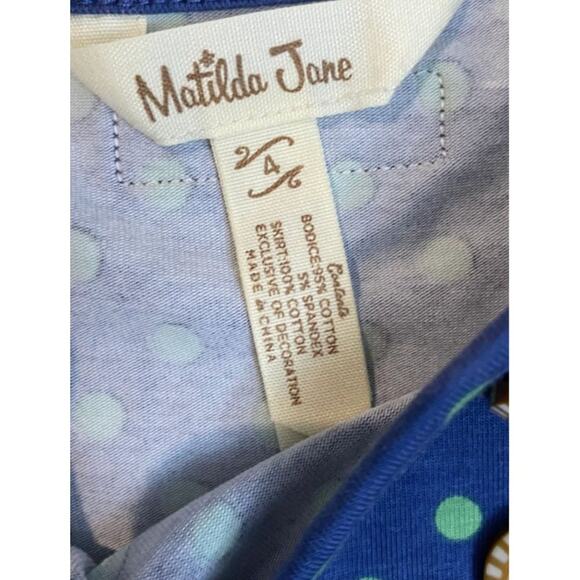 Matilda Jane
4
Contents
BODICE:95% COTTON
5% SPANDEX
SKIRT:100% COTTON
EXCLUSIVE OF DECORATION
MADE in CHINA